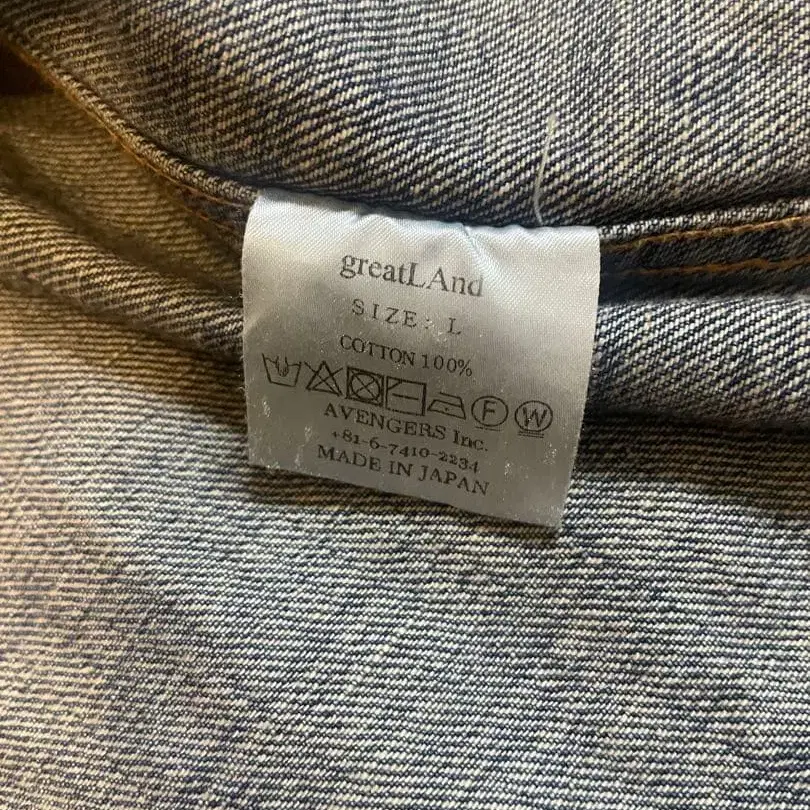 greatLAnd
SIZE: L
COTTON 100%
F W
AVENGERS Inc.
+81-6-7410-2234
MADE IN JAPAN